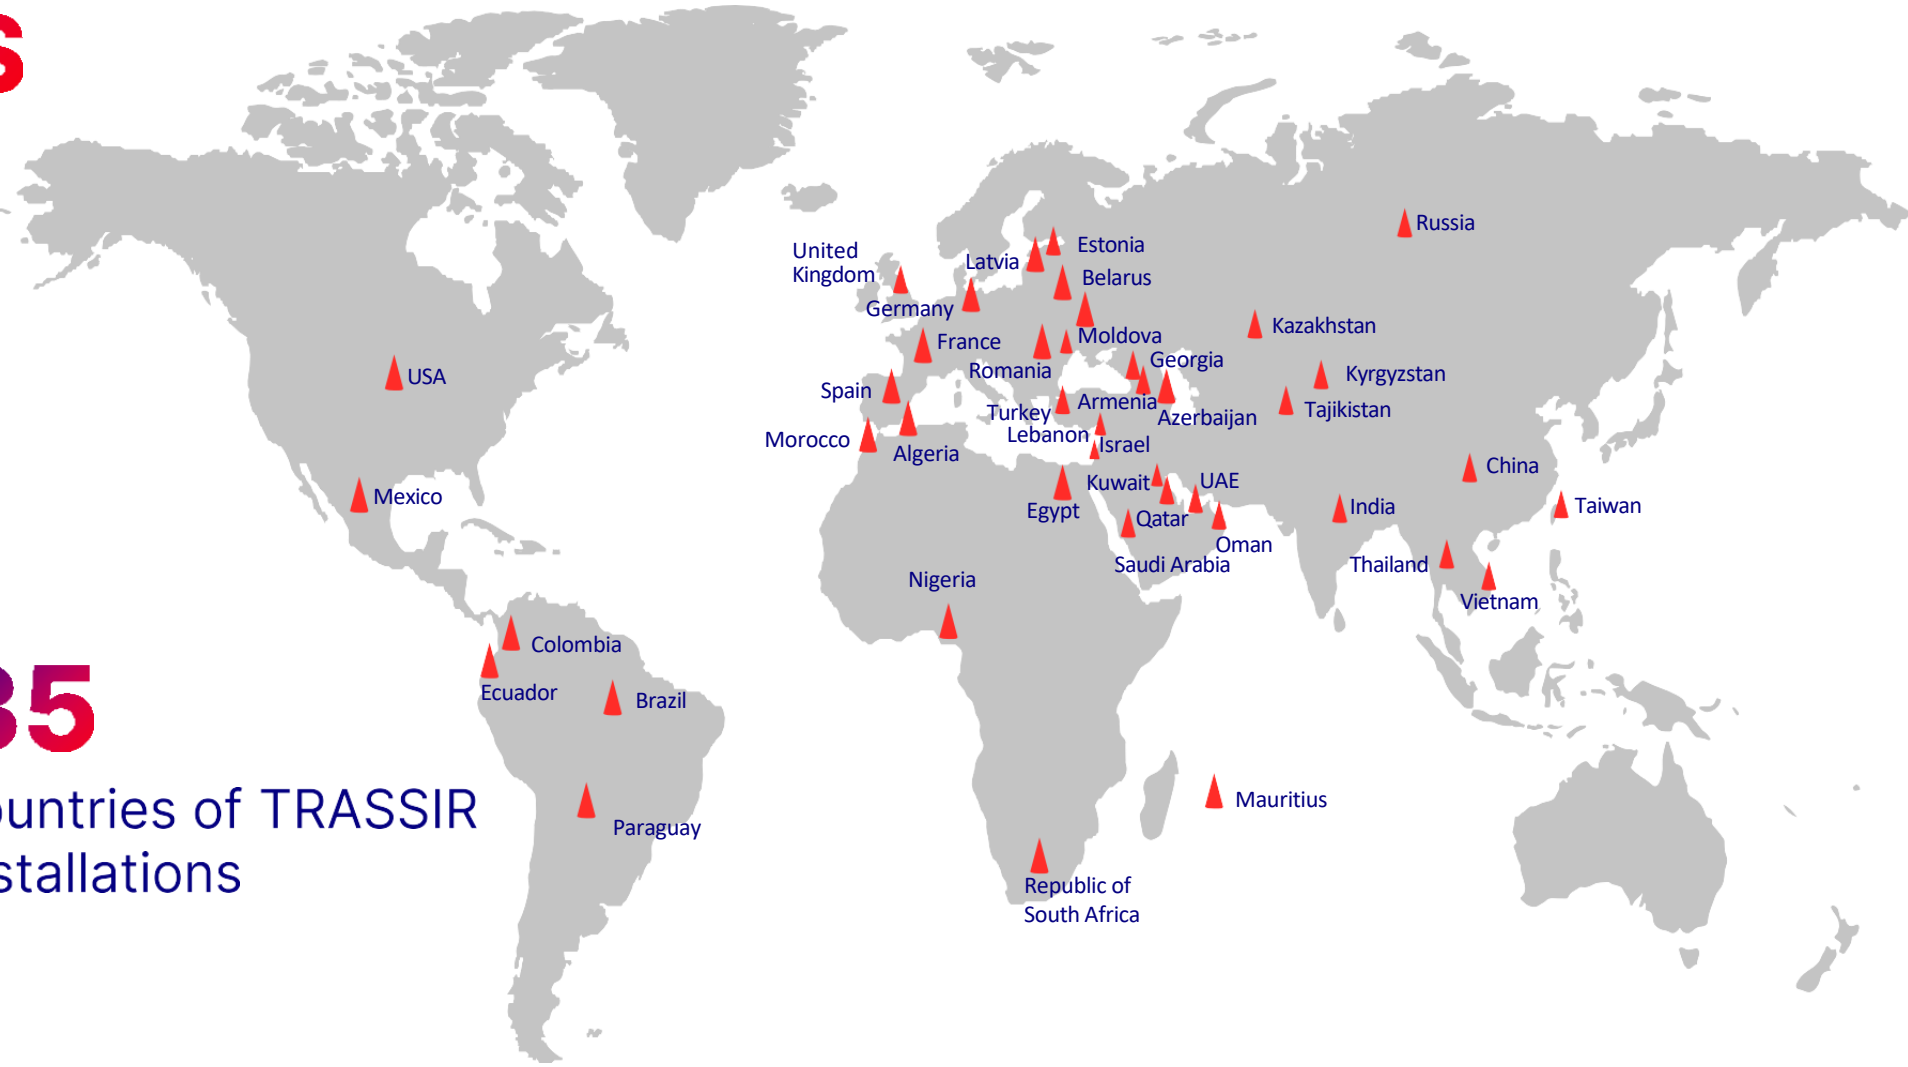 s
Russia
Estonia
United
Kingdom
Latvia
Belarus
Germany
Kazakhstan
Moldova
France
Georgia
Romania
Kyrgyzstan
USA
Spain
Armenia
Tajikistan
Turkey
Azerbaijan
Lebanon
Morocco
Israel
Algeria
China
UAE
Kuwait
Mexico
Taiwan
India
Egypt
Qatar
Oman
Saudi Arabia
Thailand
Nigeria
Vietnam
Colombia
Ecuador
Brazil
35
Mauritius
ountries of TRASSIR
Paraguay
stallations
Republic of
South Africa